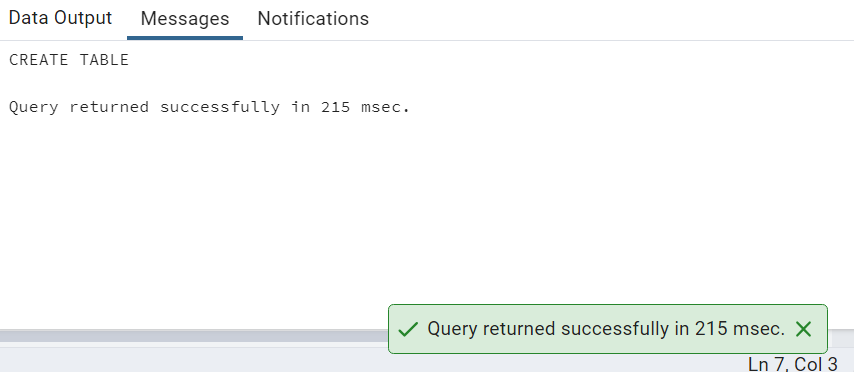 Data Output Messages Notifications
CREATE TABLE
Query returned successfully in 215 msec.
Query returned successfully in 215 msec.
Ln 7, Col 3